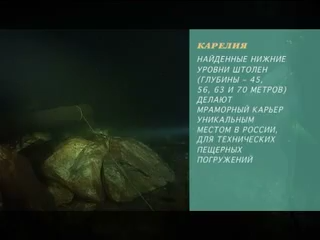 КАРЕЛИЯ
НАЙДЕННЫЕ НИЖНИЕ
УРОВНИ ШТОЛЕН
(ГЛУБИНЫ – 45,
56, 63 И 70 МЕТРОВ)
ДЕЛАЮТ
МРАМОРНЫЙ КАРЬЕР
УНИКАЛЬНЫМ
МЕСТОМ В РОССИИ,
ДЛЯ ТЕХНИЧЕСКИХ
ПЕЩЕРНЫХ
ПОГРУЖЕНИЙ